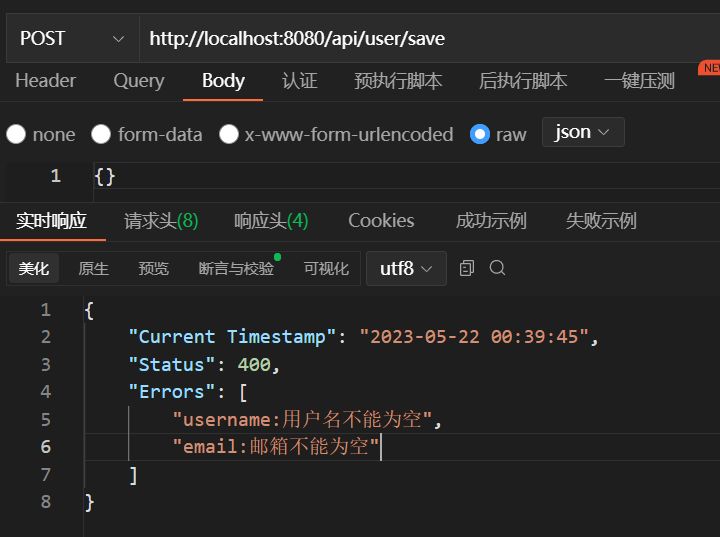 POST http://localhost:8080/api/user/save
Header Query Body 认证 预执行脚本 后执行脚本 一键压测
none form-data x-www-form-urlencoded raw json
1 {}
实时响应 请求头(8) 响应头(4) Cookies 成功示例 失败示例
美化 原生 预览 断言与校验 可视化 utf8
1 {
2 "Current Timestamp": "2023-05-22 00:39:45",
3 "Status": 400,
4 "Errors": [
5 "username:用户名不能为空",
6 "email:邮箱不能为空"
7 ]
8 }